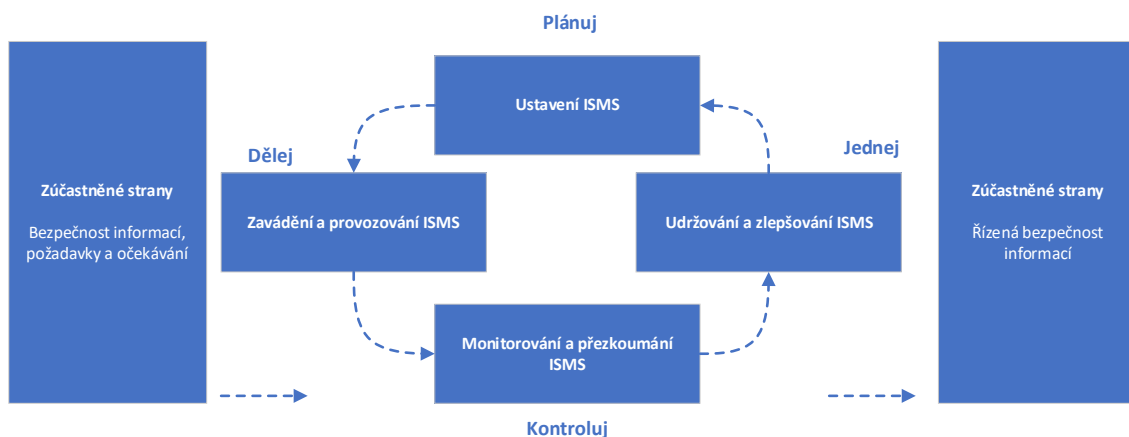 Plánuj
Zúčastněné strany
Bezpečnost informací,
požadavky a očekávání
Ustavení ISMS
Dělej
Zavádění a provozování ISMS
Jednej
Udržování a zlepšování ISMS
Monitorování a přezkoumání
ISMS
Kontroluj
Zúčastněné strany
Řízená bezpečnost
informací